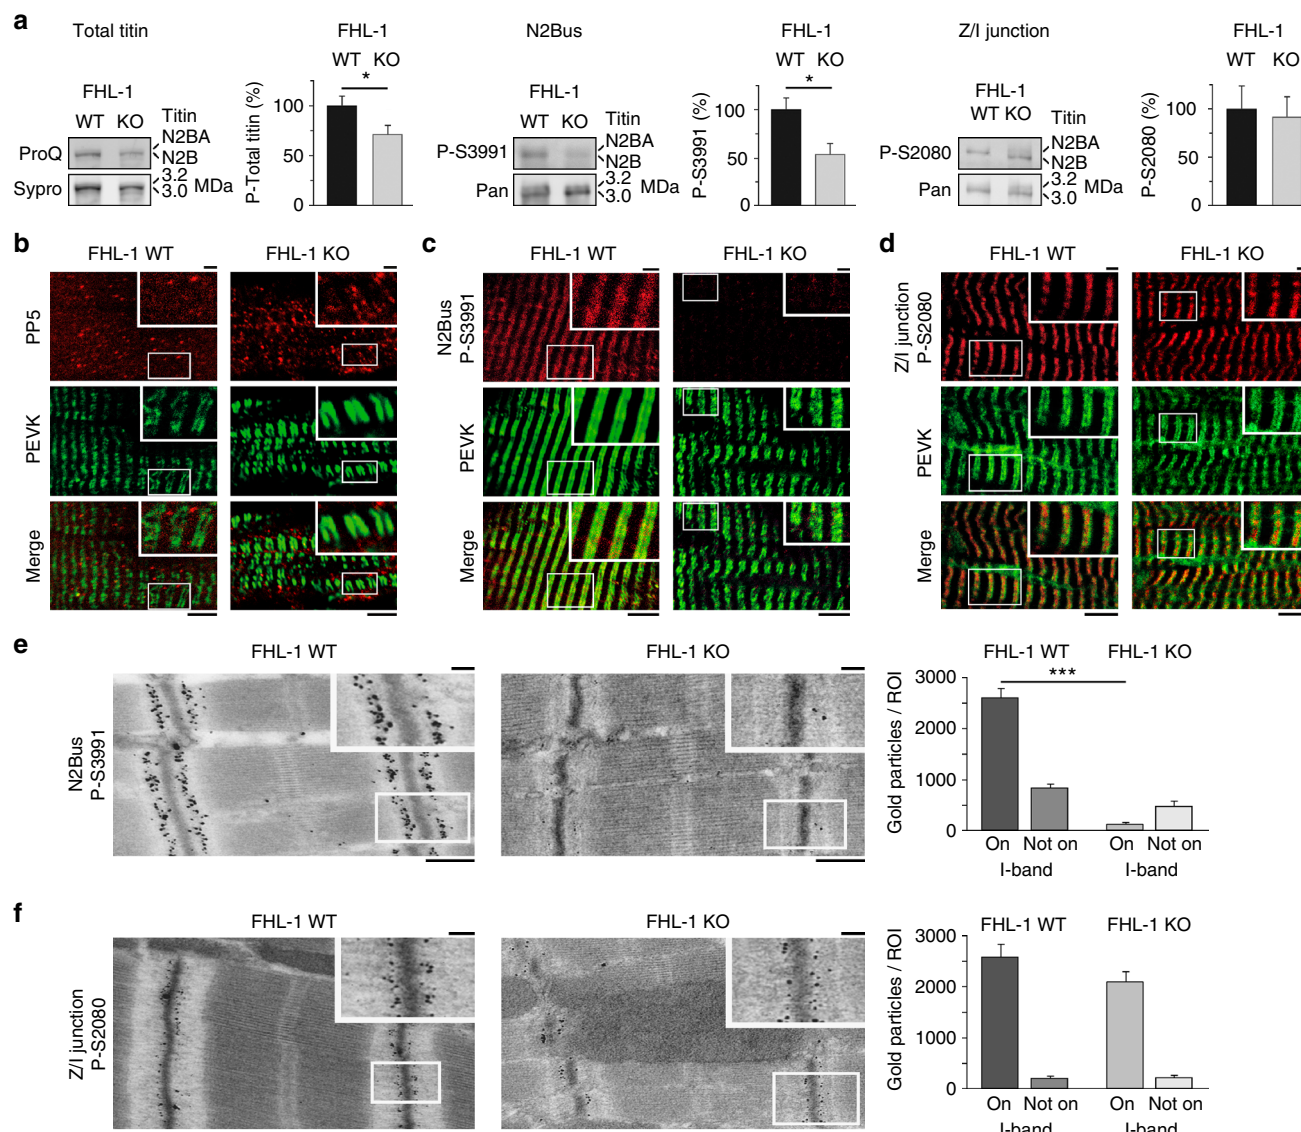 a
Total titin
FHL-1
WT KO
Titin
ProQ
N2BA
N2B
Sypro
3.2
3.0
MDa
FHL-1
WT KO
*
P-Total titin (%)
100
50
0
N2Bus
FHL-1
WT KO
Titin
P-S3991
N2BA
N2B
Pan
3.2
3.0
MDa
FHL-1
WT KO
*
P-S3991 (%)
100
50
0
Z/I junction
FHL-1
WT KO
Titin
P-S2080
N2BA
N2B
Pan
3.2
3.0
MDa
FHL-1
WT KO
P-S2080 (%)
100
50
0
b
FHL-1 WT
FHL-1 KO
PP5
PEVK
Merge
c
FHL-1 WT
FHL-1 KO
N2Bus
P-S3991
PEVK
Merge
d
FHL-1 WT
FHL-1 KO
Z/I junction
P-S2080
PEVK
Merge
e
FHL-1 WT
FHL-1 KO
N2Bus
P-S3991
FHL-1 WT FHL-1 KO
***
Gold particles / ROI
3000
2000
1000
0
On Not on On Not on
I-band I-band
f
FHL-1 WT
FHL-1 KO
Z/I junction
P-S2080
FHL-1 WT FHL-1 KO
Gold particles / ROI
3000
2000
1000
0
On Not on On Not on
I-band I-band